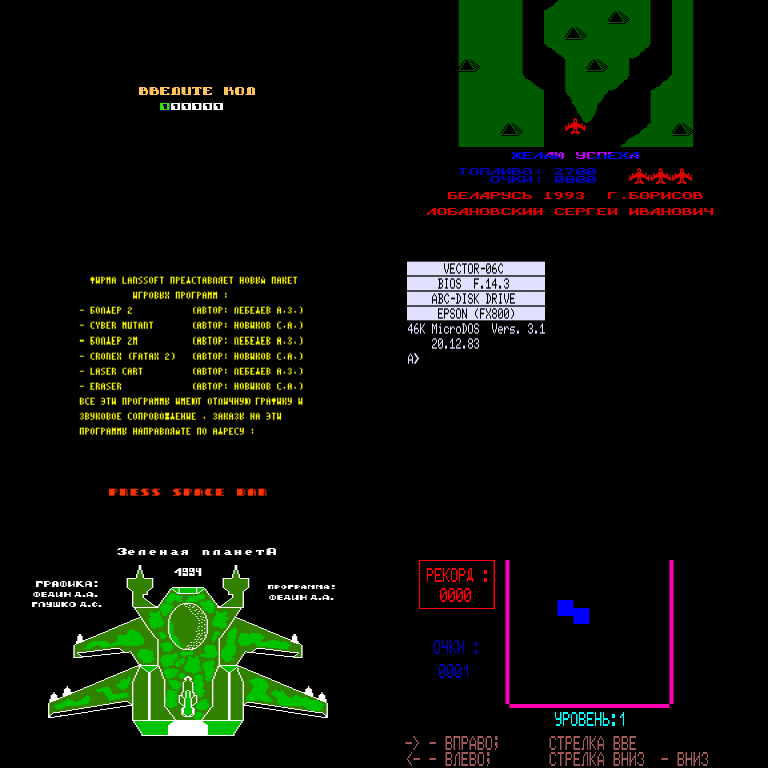 ВВЕДИТЕ КОД
ЖЕЛАЮ УСПЕХА
ТОПЛИВО: 2700
ОЧКИ: 0000
БЕЛАРУСЬ 1993 Г.БОРИСОВ
ЛОБАНОВСКИЙ СЕРГЕЙ ИВАНОВИЧ
ФИРМА LANSSOFT ПРЕДСТАВЛЯЕТ НОВЫЙ ПАКЕТ
ИГРОВЫХ ПРОГРАММ :
- БОЛДЕР 2 (АВТОР: ЛЕБЕДЕВ А.З.)
- CYBER MUTANT (АВТОР: НОВИКОВ С.А.)
- БОЛДЕР 2М (АВТОР: ЛЕБЕДЕВ А.З.)
- CRONEX (FATAX 2) (АВТОР: НОВИКОВ С.А.)
- LASER CART (АВТОР: ЛЕБЕДЕВ А.З.)
- ERASER (АВТОР: НОВИКОВ С.А.)
ВСЕ ЭТИ ПРОГРАММЫ ИМЕЮТ ОТЛИЧНУЮ ГРАФИКУ И
ЗВУКОВОЕ СОПРОВОЖДЕНИЕ . ЗАКАЗЫ НА ЭТИ
ПРОГРАММЫ НАПРАВЛЯЙТЕ ПО АДРЕСУ :
PRESS SPACE BAR
VECTOR-06C
BIOS F.14.3
ABC-DISK DRIVE
EPSON (FX800)
46K MicroDOS Vers. 3.1
20.12.83
A>
Зеленая планетА
1994
ГРАФИКА:
ФЕДИН Д.А.
ГЛУШКО Д.С.
ПРОГРАММА:
ФЕДИН Д.А.
РЕКОРД :
0000
ОЧКИ :
0001
УРОВЕНЬ:1
-> - ВПРАВО; СТРЕЛКА ВВЕ
<- - ВЛЕВО; СТРЕЛКА ВНИЗ - ВНИЗ